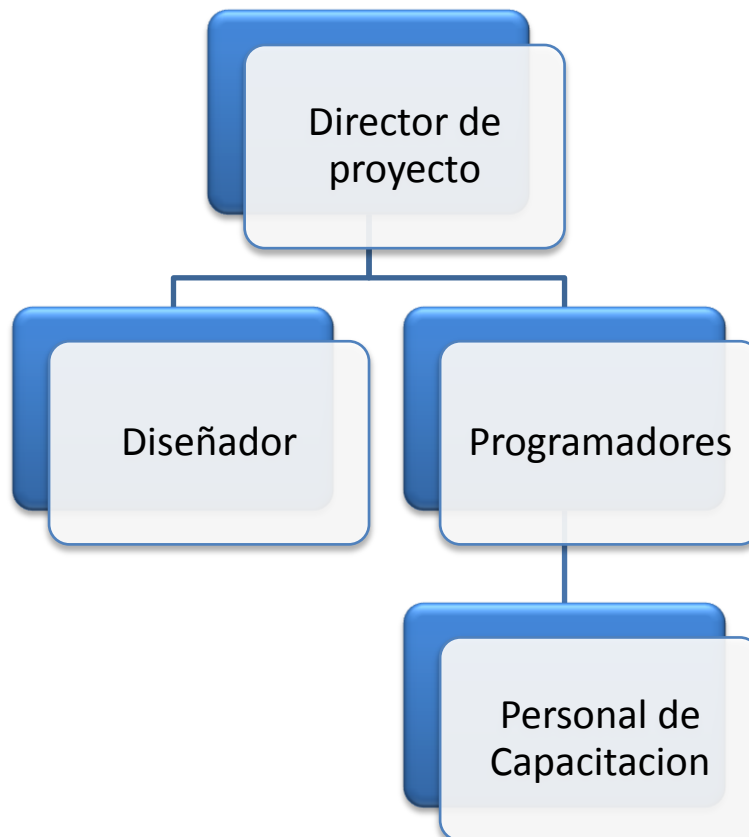 Director de
proyecto
Diseñador
Programadores
Personal de
Capacitacion